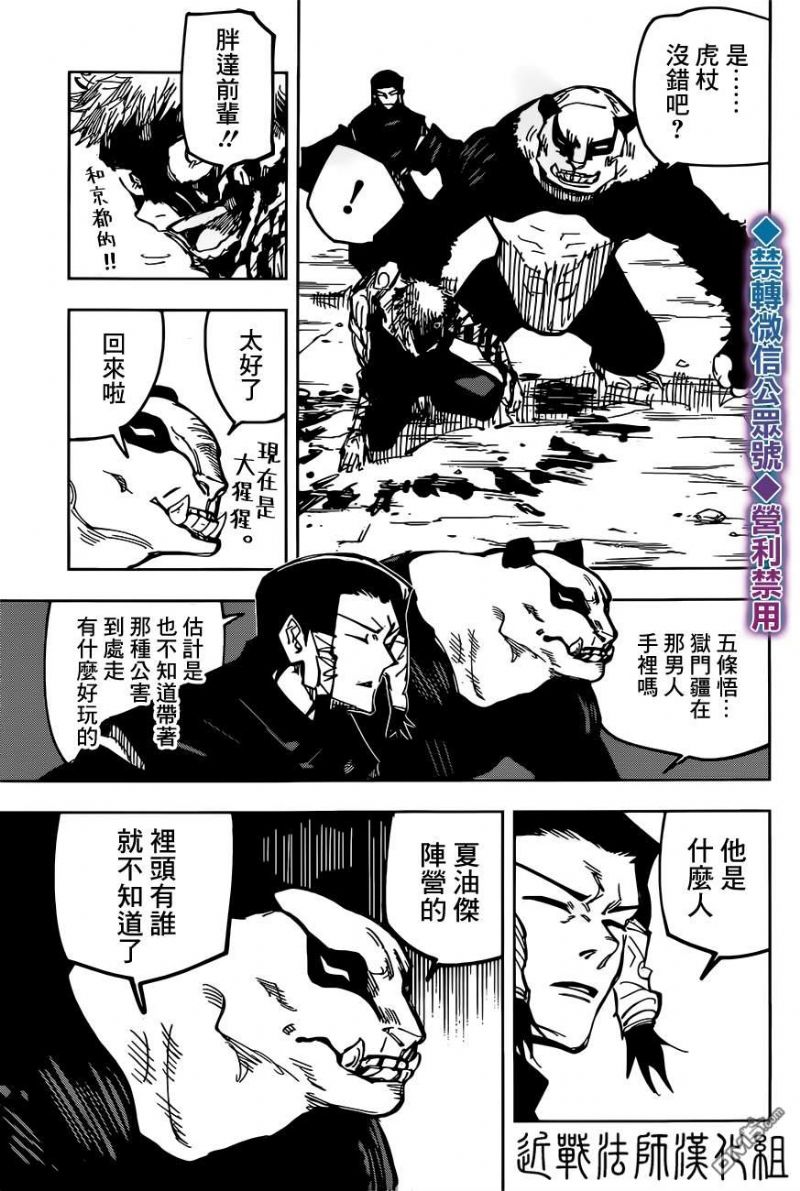 是……
虎杖
沒錯吧？
！
胖達前輩！！
和京都的！！
太好了
回來啦
現在是
大猩猩。
五條悟…
獄門疆在
那男人
手裡嗎
估計是
也不知道帶著
那種公害
到處走
有什麼好玩的
他是
什麼人
夏油傑
陣營的
裡頭有誰
就不知道了
◆禁轉微信公眾號◆營利禁用
近戰法師漢化組